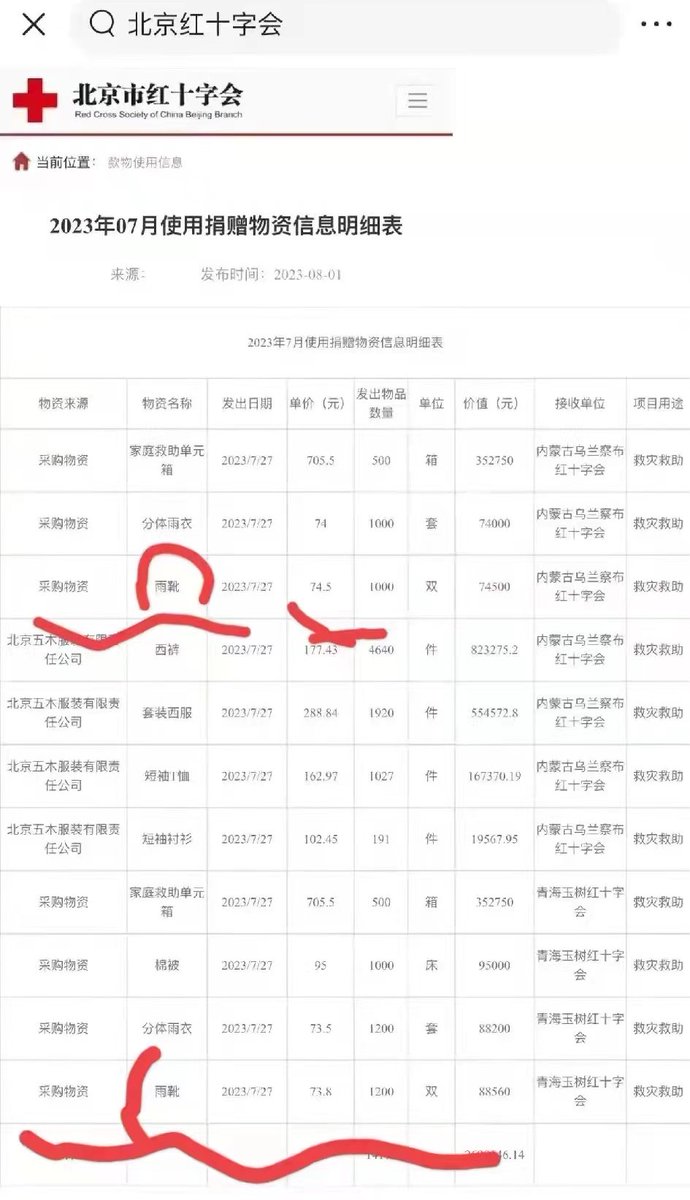 北京红十字会
北京市红十字会
Red Cross Society of China Beijing Branch
当前位置： 款物使用信息
2023年07月使用捐赠物资信息明细表
来源： 发布时间：2023-08-01
2023年7月使用捐赠物资信息明细表
物资来源 物资名称 发出日期 单价（元） 发出物品数量 单位 价值（元） 接收单位 项目用途
采购物资 家庭救助单元箱 2023/7/27 705.5 500 箱 352750 内蒙古乌兰察布红十字会 救灾救助
采购物资 分体雨衣 2023/7/27 74 1000 套 74000 内蒙古乌兰察布红十字会 救灾救助
采购物资 雨靴 2023/7/27 74.5 1000 双 74500 内蒙古乌兰察布红十字会 救灾救助
北京五木服装有限责任公司 西裤 2023/7/27 177.43 4640 件 823275.2 内蒙古乌兰察布红十字会 救灾救助
北京五木服装有限责任公司 套装西服 2023/7/27 288.84 1920 件 554572.8 内蒙古乌兰察布红十字会 救灾救助
北京五木服装有限责任公司 短袖T恤 2023/7/27 162.97 1027 件 167370.19 内蒙古乌兰察布红十字会 救灾救助
北京五木服装有限责任公司 短袖衬衫 2023/7/27 102.45 191 件 19567.95 内蒙古乌兰察布红十字会 救灾救助
采购物资 家庭救助单元箱 2023/7/27 705.5 500 箱 352750 青海玉树红十字会 救灾救助
采购物资 棉被 2023/7/27 95 1000 床 95000 青海玉树红十字会 救灾救助
采购物资 分体雨衣 2023/7/27 73.5 1200 套 88200 青海玉树红十字会 救灾救助
采购物资 雨靴 2023/7/27 73.8 1200 双 88560 青海玉树红十字会 救灾救助